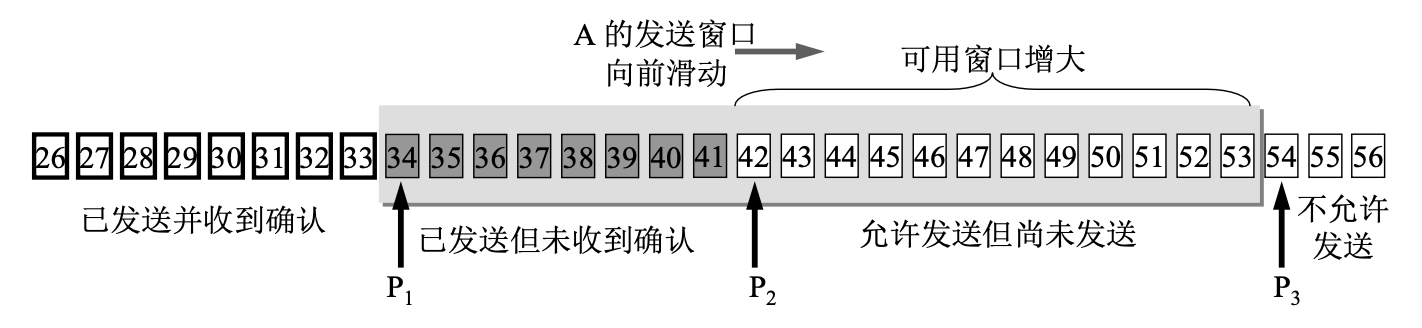 A 的发送窗口
向前滑动
可用窗口增大
26 27 28 29 30 31 32 33 34 35 36 37 38 39 40 41 42 43 44 45 46 47 48 49 50 51 52 53 54 55 56
已发送并收到确认
已发送但未收到确认
允许发送但尚未发送
不允许
发送
P1 P2 P3